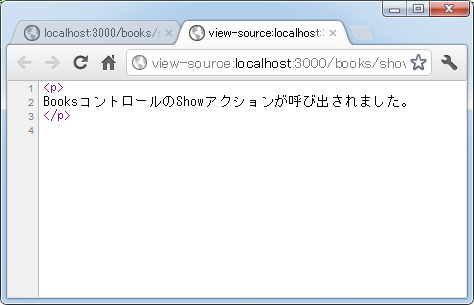 localhost:3000/books/
view-source:localhost:
view-source:localhost:3000/books/show
1 <p>
2 BooksコントロールのShowアクションが呼び出されました。
3 </p>
4